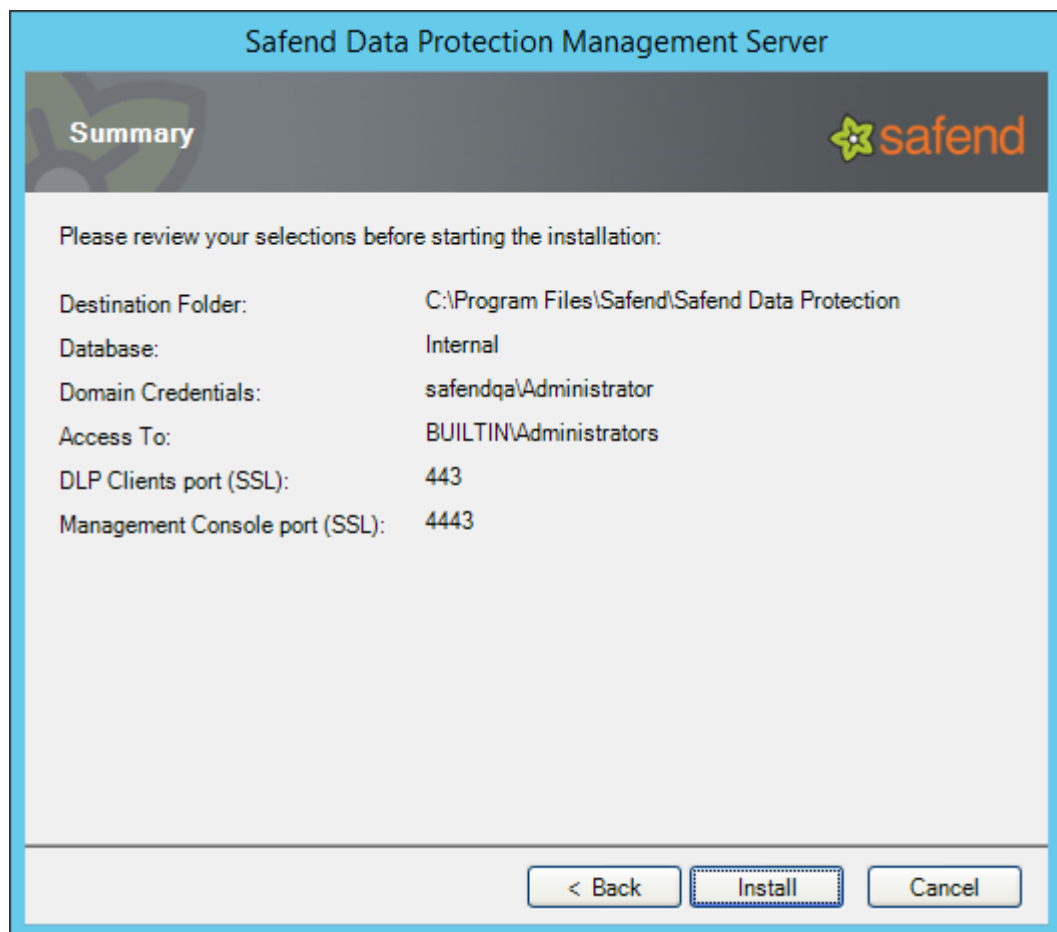 Safend Data Protection Management Server
Summary
safend
Please review your selections before starting the installation:
Destination Folder: C:\Program Files\Safend\Safend Data Protection
Database: Internal
Domain Credentials: safendqa\Administrator
Access To: BUILTIN\Administrators
DLP Clients port (SSL): 443
Management Console port (SSL): 4443
< Back Install Cancel